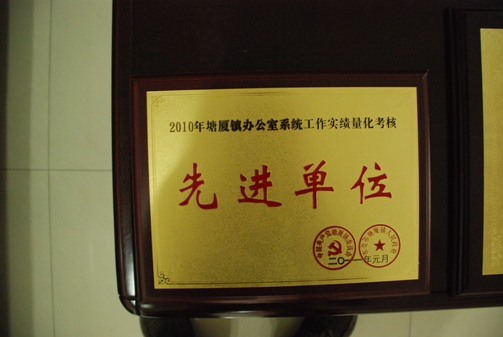 2010年塘厦镇办公室系统工作实绩量化考核
先进单位
二〇一一年元月